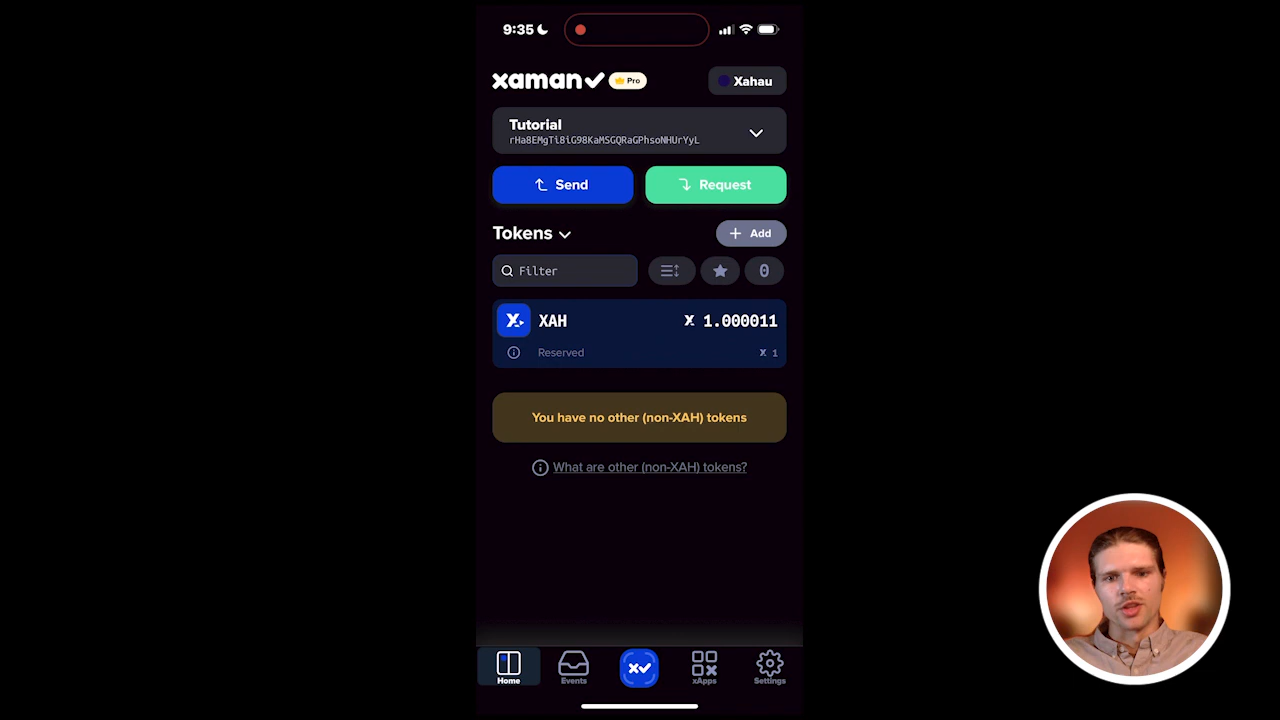 9:35
xaman Pro
Xahau
Tutorial
rHa8EMgTi8iG98KaMSGQRaGPhsoNHUrYyL
Send
Request
Tokens
Add
Filter
0
XAH X 1.000011
Reserved X 1
You have no other (non-XAH) tokens
What are other (non-XAH) tokens?
Home
Events
xApps
Settings